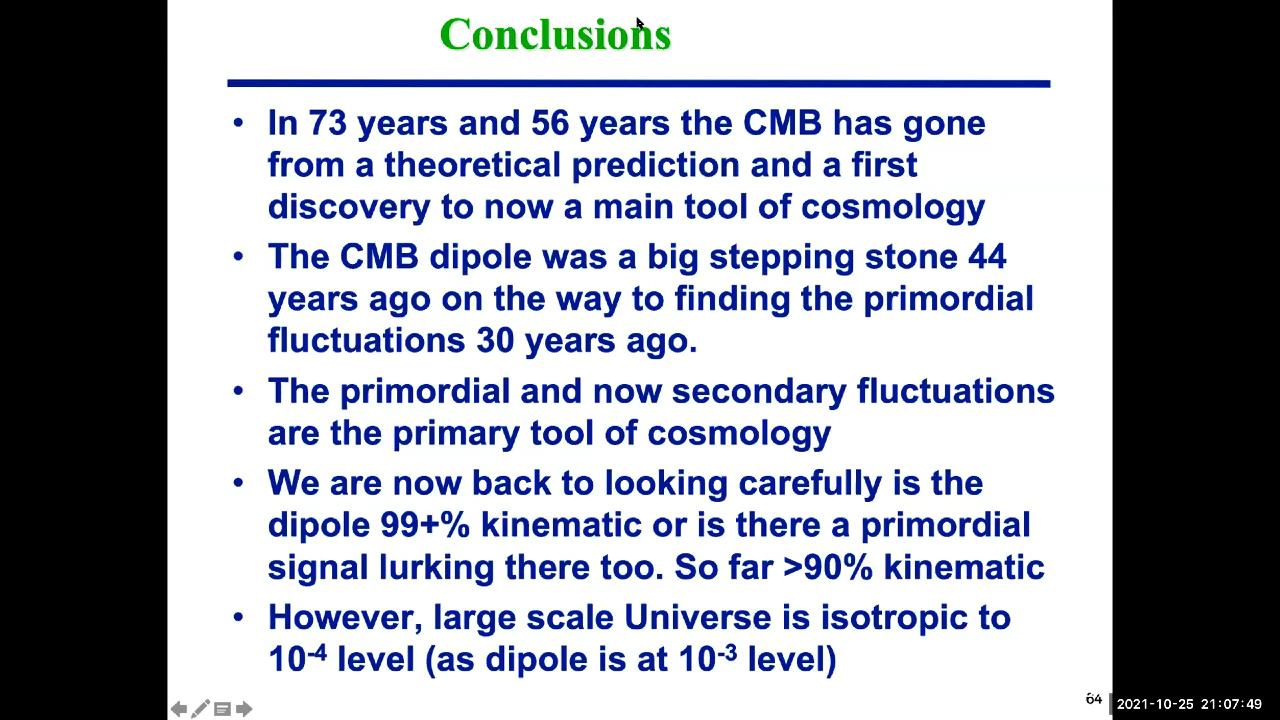 Conclusions
• In 73 years and 56 years the CMB has gone
from a theoretical prediction and a first
discovery to now a main tool of cosmology
• The CMB dipole was a big stepping stone 44
years ago on the way to finding the primordial
fluctuations 30 years ago.
• The primordial and now secondary fluctuations
are the primary tool of cosmology
• We are now back to looking carefully is the
dipole 99+% kinematic or is there a primordial
signal lurking there too. So far >90% kinematic
• However, large scale Universe is isotropic to
10⁻⁴ level (as dipole is at 10⁻³ level)
64
2021-10-25 21:07:49